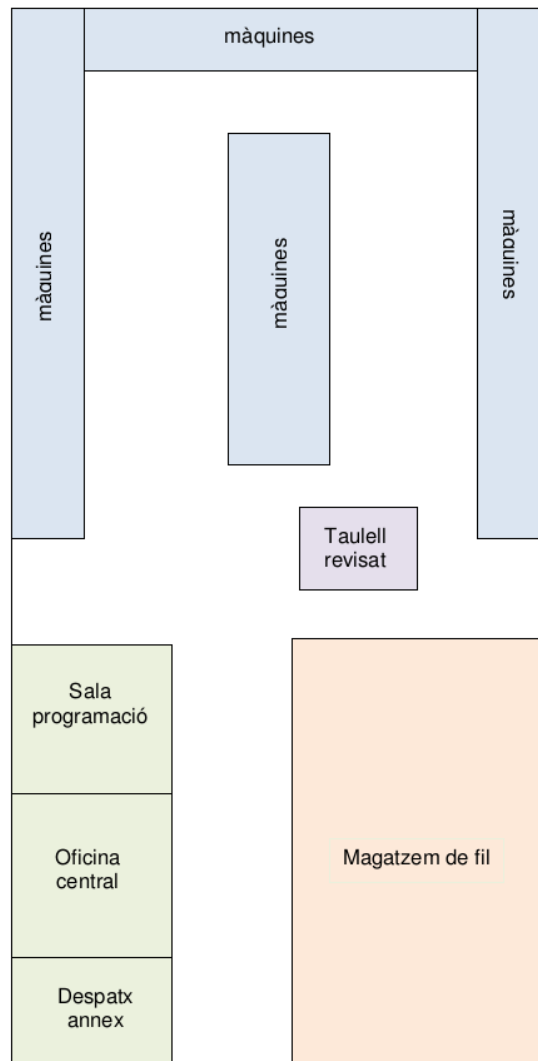 màquines
màquines
màquines
màquines
Taulell
revisat
Sala
programació
Oficina
central
Magatzem de fil
Despatx
annex